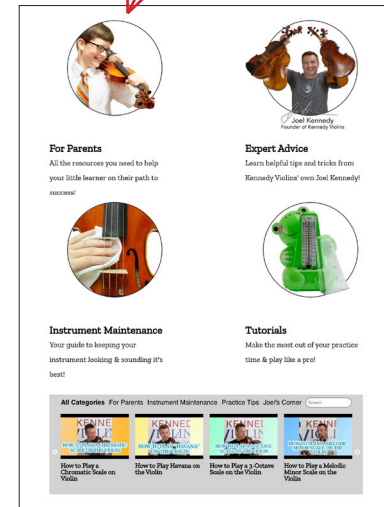 Joel Kennedy
Founder of Kennedy Violins
For Parents
All the resources you need to help
your little learner on their path to
success!
Expert Advice
Learn helpful tips and tricks from
Kennedy Violins' own Joel Kennedy!
Instrument Maintenance
Your guide to keeping your
instrument looking & sounding it's
best!
Tutorials
Make the most out of your practice
time & play like a pro!
All Categories For Parents Instrument Maintenance Practice Tips Joel's Corner Search
How to Play a
Chromatic Scale on
Violin
How to Play Havana on
the Violin
How to Play a 3-Octave
Scale on the Violin
How to Play a Melodic
Minor Scale on Violin